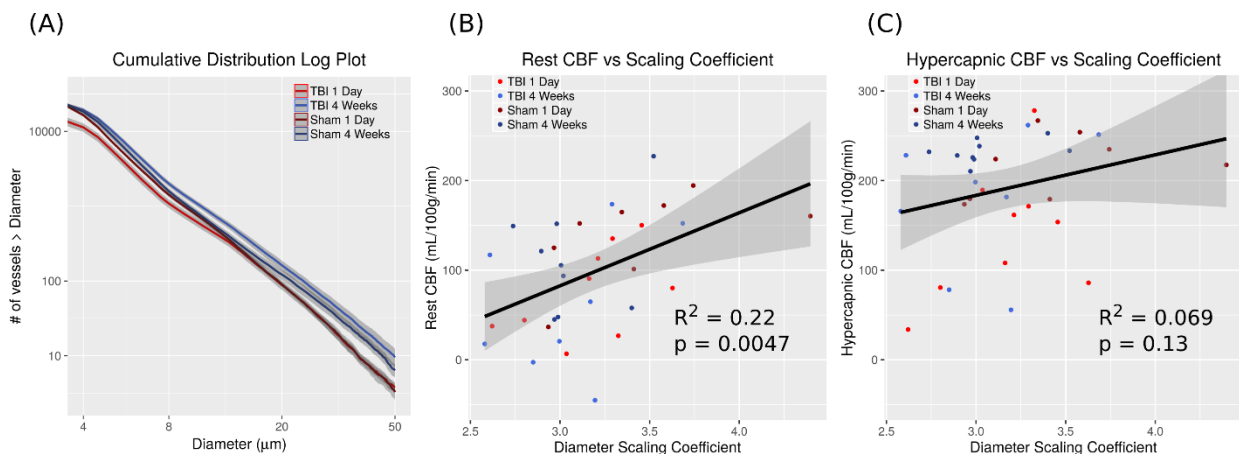 (A)
Cumulative Distribution Log Plot
TBI 1 Day
TBI 4 Weeks
Sham 1 Day
Sham 4 Weeks
# of vessels > Diameter
10000
100
10
4
8
20
50
Diameter (μm)
(B)
Rest CBF vs Scaling Coefficient
TBI 1 Day
TBI 4 Weeks
Sham 1 Day
Sham 4 Weeks
Rest CBF (mL/100g/min)
300
200
100
0
R² = 0.22
p = 0.0047
2.5
3.0
3.5
4.0
Diameter Scaling Coefficient
(C)
Hypercapnic CBF vs Scaling Coefficient
TBI 1 Day
TBI 4 Weeks
Sham 1 Day
Sham 4 Weeks
Hypercapnic CBF (mL/100g/min)
300
200
100
0
R² = 0.069
p = 0.13
2.5
3.0
3.5
4.0
Diameter Scaling Coefficient